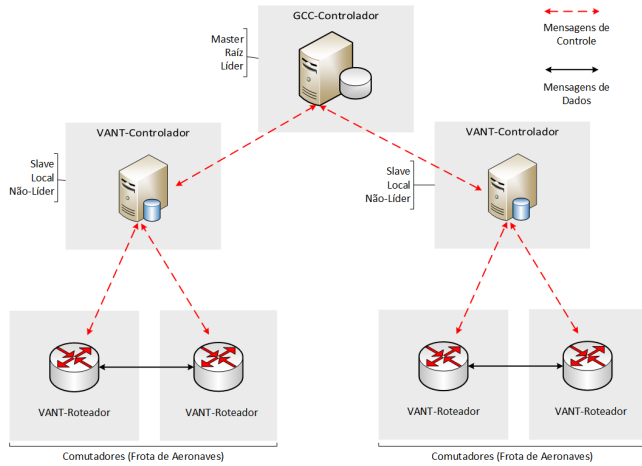 GCC-Controlador
Master
Raíz
Líder
Mensagens de
Controle
Mensagens de
Dados
VANT-Controlador
Slave
Local
Não-Líder
VANT-Controlador
Slave
Local
Não-Líder
VANT-Roteador
VANT-Roteador
VANT-Roteador
VANT-Roteador
Comutadores (Frota de Aeronaves)
Comutadores (Frota de Aeronaves)